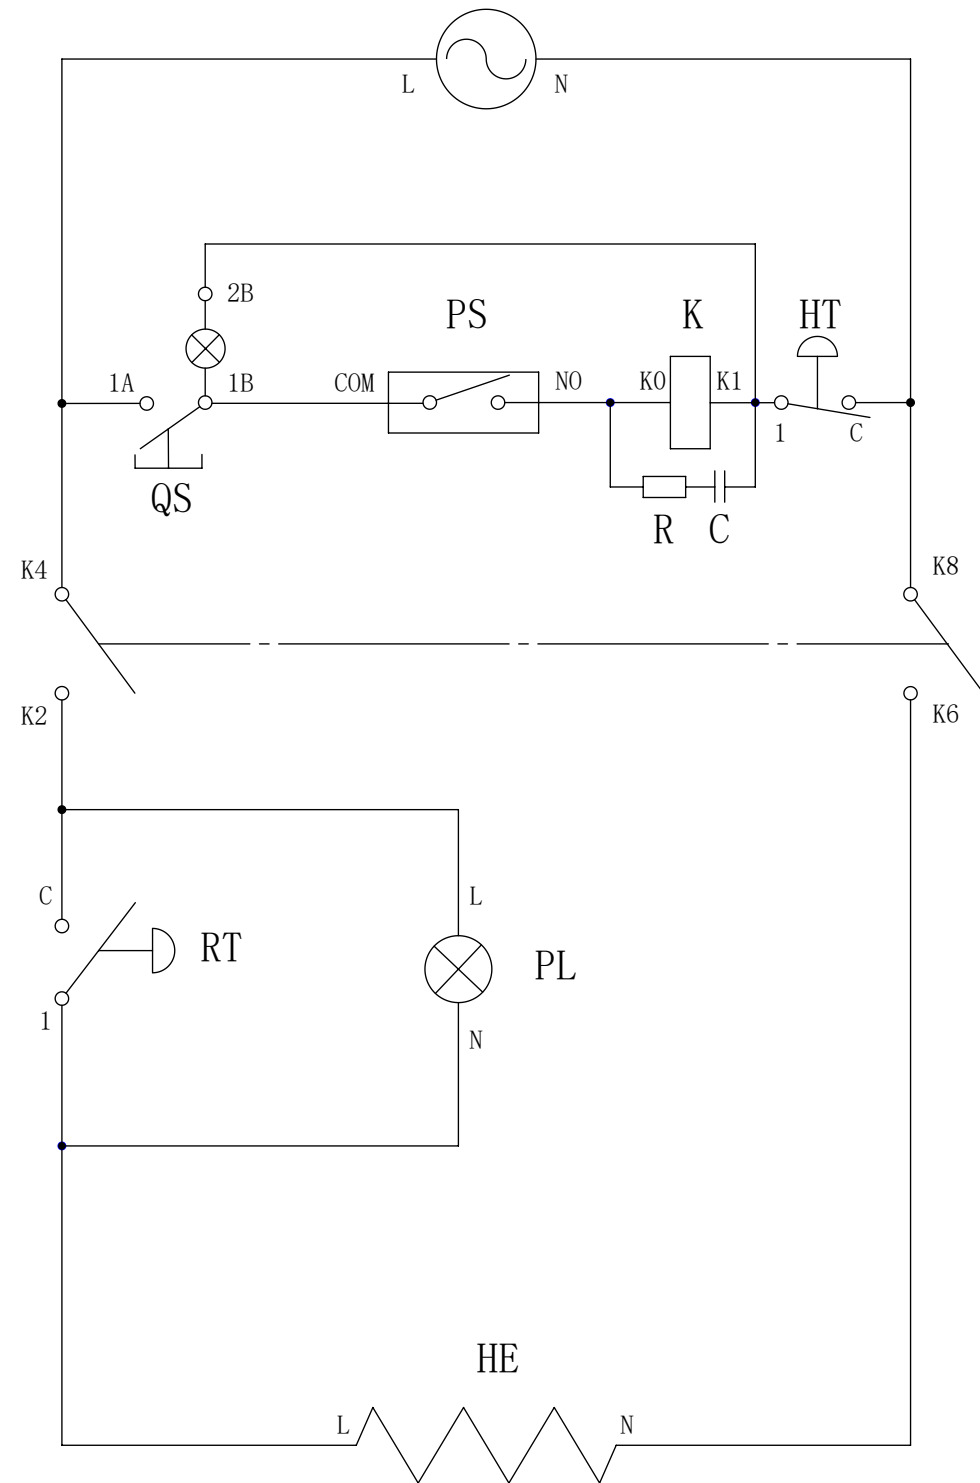 L N
2B
PS K HT
1A 1B COM NO K0 K1
1 C
QS
R C
K4 K8
K2 K6
C L
RT PL
1 N
HE
L N